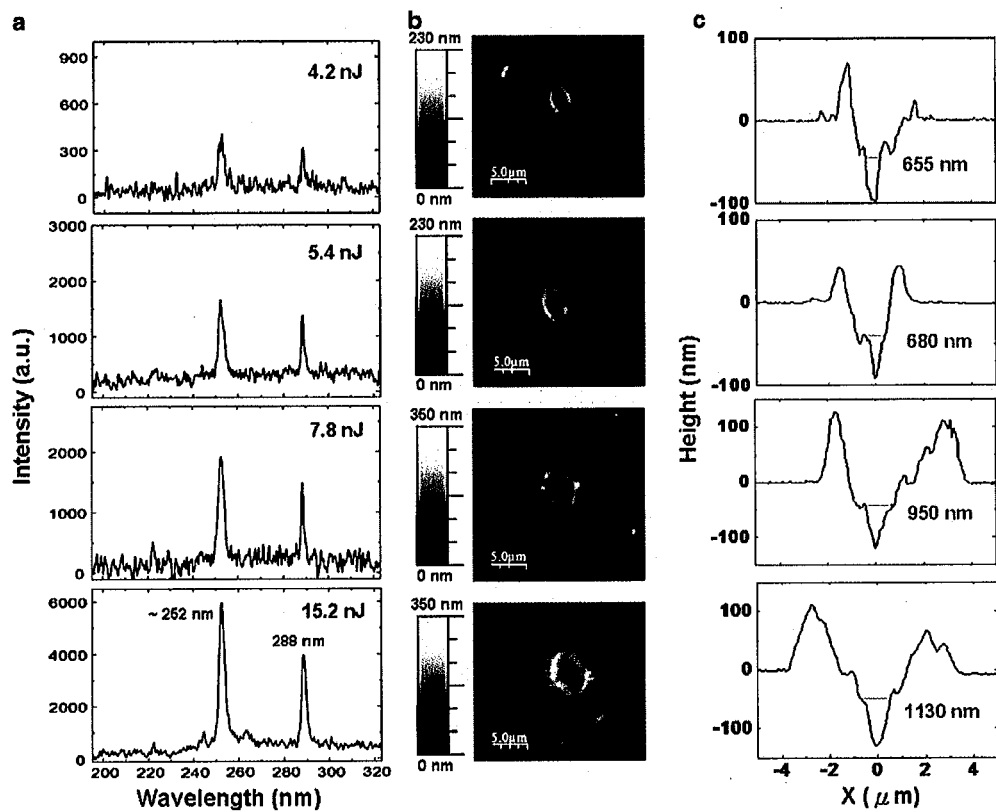 a
b
c
Intensity (a.u.)
900
600
300
0
4.2 nJ
3000
2000
1000
0
5.4 nJ
2000
1000
0
7.8 nJ
6000
4000
2000
0
~ 252 nm
288 nm
15.2 nJ
200 220 240 260 280 300 320
Wavelength (nm)
230 nm
0 nm
5.0μm
230 nm
0 nm
5.0μm
350 nm
0 nm
5.0μm
350 nm
0 nm
5.0μm
Height (nm)
100
0
-100
655 nm
100
0
-100
680 nm
100
0
-100
950 nm
100
0
-100
1130 nm
-4 -2 0 2 4
X (μm)